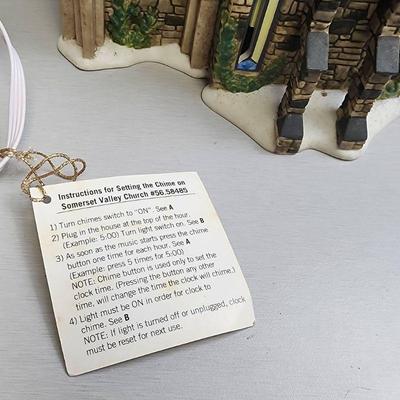 Instructions for Setting the Chime on
Somerset Valley Church #56.58485
1) Turn chimes switch to "ON". See A
2) Plug in the house at the top of the hour.
(Example: 5:00) Turn light switch on. See B
3) As soon as the music starts press the chime
button one time for each hour. See A
(Example: press 5 times for 5:00)
NOTE: Chime button is used only to set the
clock time. (Pressing the button any other
time, will change the time the clock will chime.)
4) Light must be ON in order for clock to
chime. See B
NOTE: If light is turned off or unplugged, clock
must be reset for next use.